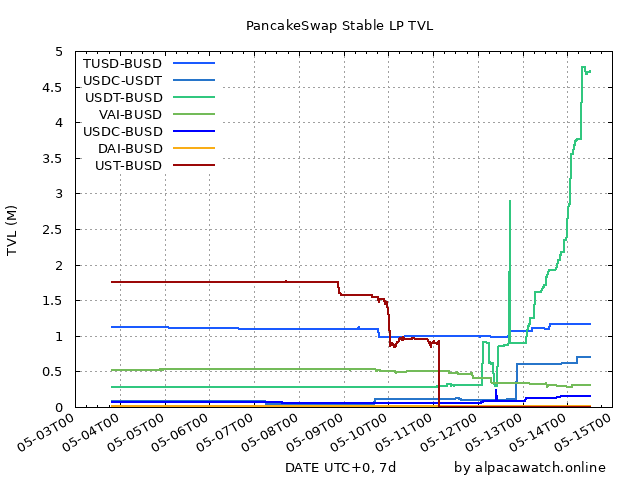 PancakeSwap Stable LP TVL
TUSD-BUSD
USDC-USDT
USDT-BUSD
VAI-BUSD
USDC-BUSD
DAI-BUSD
UST-BUSD
TVL (M)
5
4.5
4
3.5
3
2.5
2
1.5
1
0.5
0
05-03T00
05-04T00
05-05T00
05-06T00
05-07T00
05-08T00
05-09T00
05-10T00
05-11T00
05-12T00
05-13T00
05-14T00
05-15T00
DATE UTC+0, 7d
by alpacawatch.online